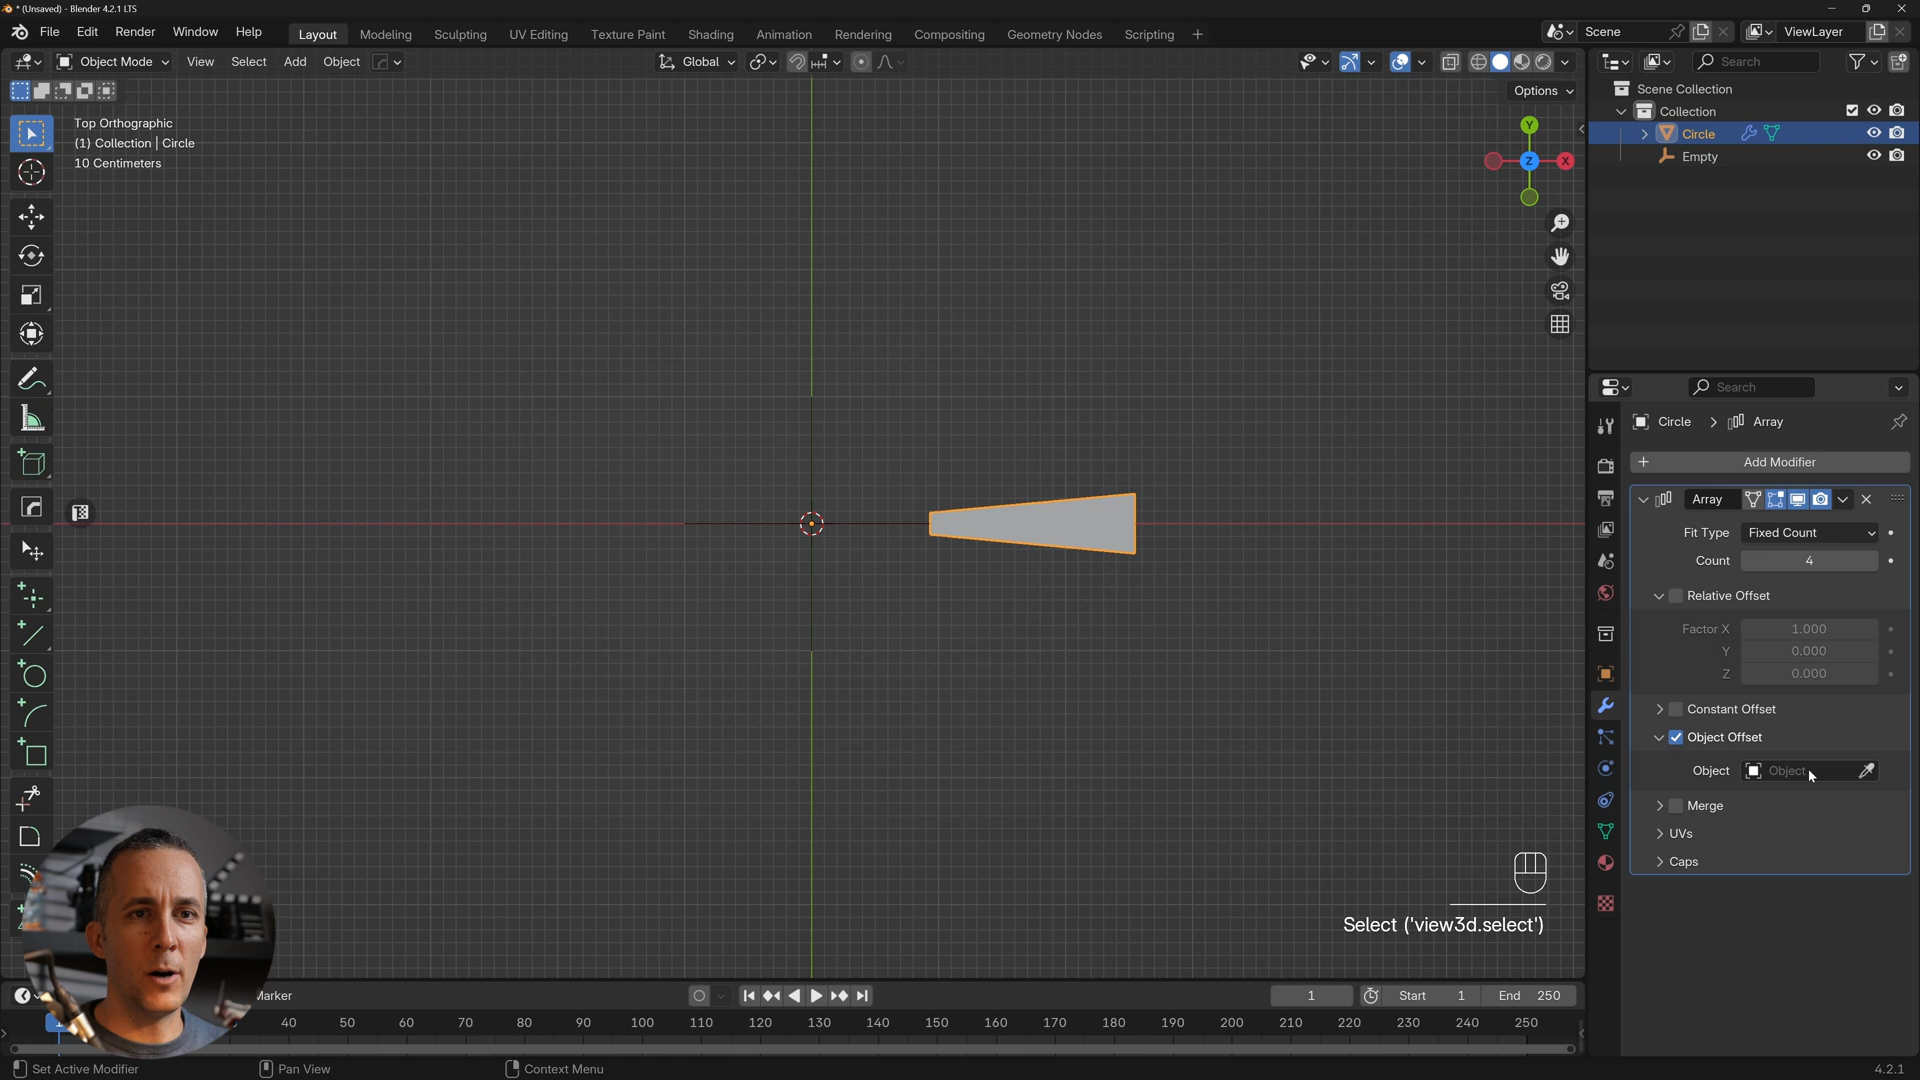 * (Unsaved) - Blender 4.2.1 LTS
File Edit Render Window Help Layout Modeling Sculpting UV Editing Texture Paint Shading Animation Rendering Compositing Geometry Nodes Scripting + Scene ViewLayer
Object Mode View Select Add Object Global Search
Options
Top Orthographic
(1) Collection | Circle
10 Centimeters
Y
Z
X
Scene Collection
Collection
Circle
Empty
Search
Circle > Array
+ Add Modifier
Array
Fit Type Fixed Count
Count 4
Relative Offset
Factor X 1.000
Y 0.000
Z 0.000
Constant Offset
Object Offset
Object Object
Merge
UVs
Caps
Select ('view3d.select')
Marker 1 Start 1 End 250
40 50 60 70 80 90 100 110 120 130 140 150 160 170 180 190 200 210 220 230 240 250
Set Active Modifier Pan View Context Menu 4.2.1